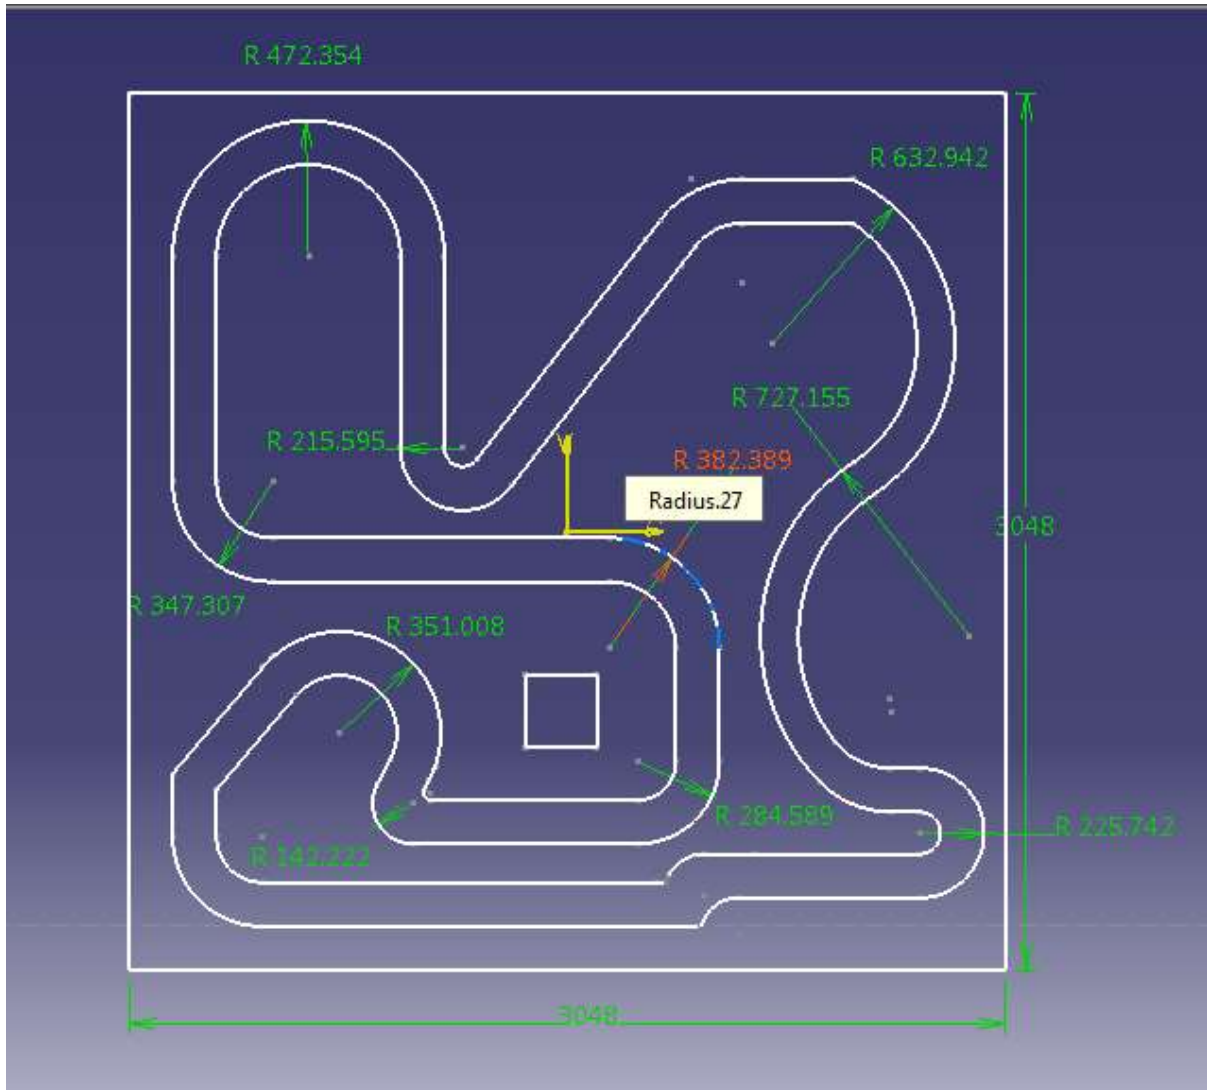 R 472.354
R 632.942
R 727.155
R 215.595
R 382.389
Radius.27
3048
R 347.307
R 351.008
R 284.589
R 225.742
R 142.222
3048